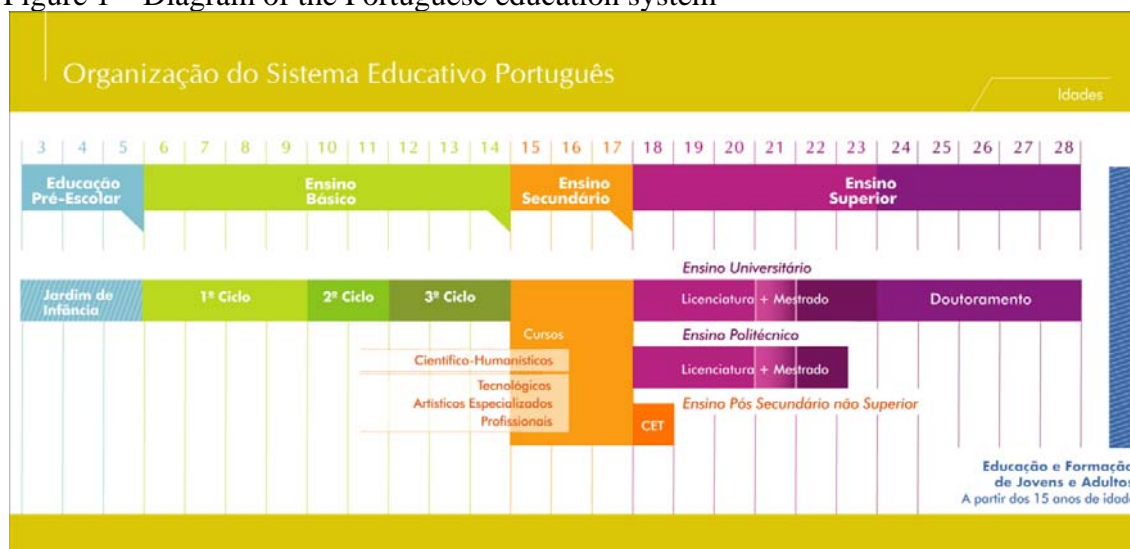 Figure 1 – Diagram of the Portuguese education system
Organização do Sistema Educativo Português
Idades
3 4 5 6 7 8 9 10 11 12 13 14 15 16 17 18 19 20 21 22 23 24 25 26 27 28
Educação
Pré-Escolar
Ensino
Básico
Ensino
Secundário
Ensino
Superior
Ensino Universitário
Jardim de
Infância
1º Ciclo
2º Ciclo
3º Ciclo
Licenciatura + Mestrado
Doutoramento
Cursos
Científico-Humanísticos
Tecnológicos
Artísticos Especializados
Profissionais
Ensino Politécnico
Licenciatura + Mestrado
Ensino Pós Secundário não Superior
CET
Educação e Formação
de Jovens e Adultos
A partir dos 15 anos de idade